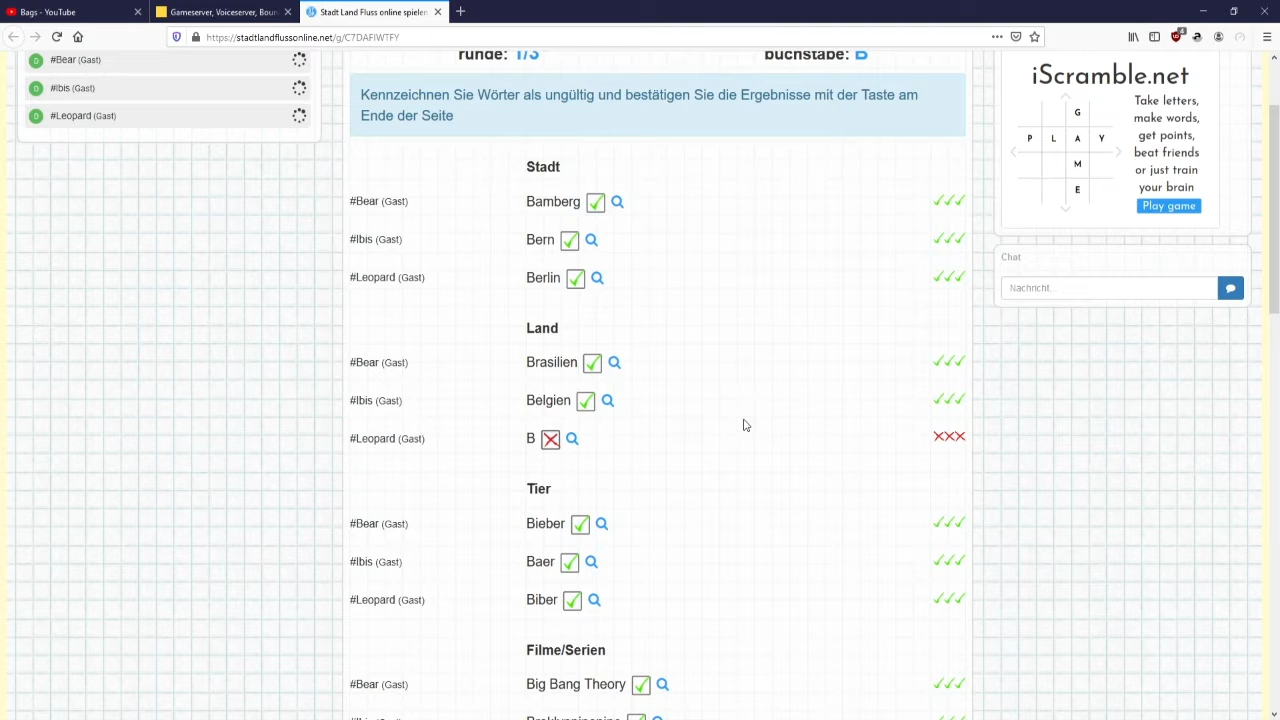 Bags - YouTube
Gameserver, Voiceserver, Boun
Stadt Land Fluss online spielen
https://stadtlandflussonline.net/g/C7DAFIWTFY
4
D #Bear (Gast)
D #Ibis (Gast)
D #Leopard (Gast)
runde: 1/3
buchstabe: B
Kennzeichnen Sie Wörter als ungültig und bestätigen Sie die Ergebnisse mit der Taste am
Ende der Seite
Stadt
#Bear (Gast) Bamberg
#Ibis (Gast) Bern
#Leopard (Gast) Berlin
Land
#Bear (Gast) Brasilien
#Ibis (Gast) Belgien
#Leopard (Gast) B
Tier
#Bear (Gast) Bieber
#Ibis (Gast) Baer
#Leopard (Gast) Biber
Filme/Serien
#Bear (Gast) Big Bang Theory
iScramble.net
G
P L A Y
M
E
Take letters,
make words,
get points,
beat friends
or just train
your brain
Play game
Chat
Nachricht...